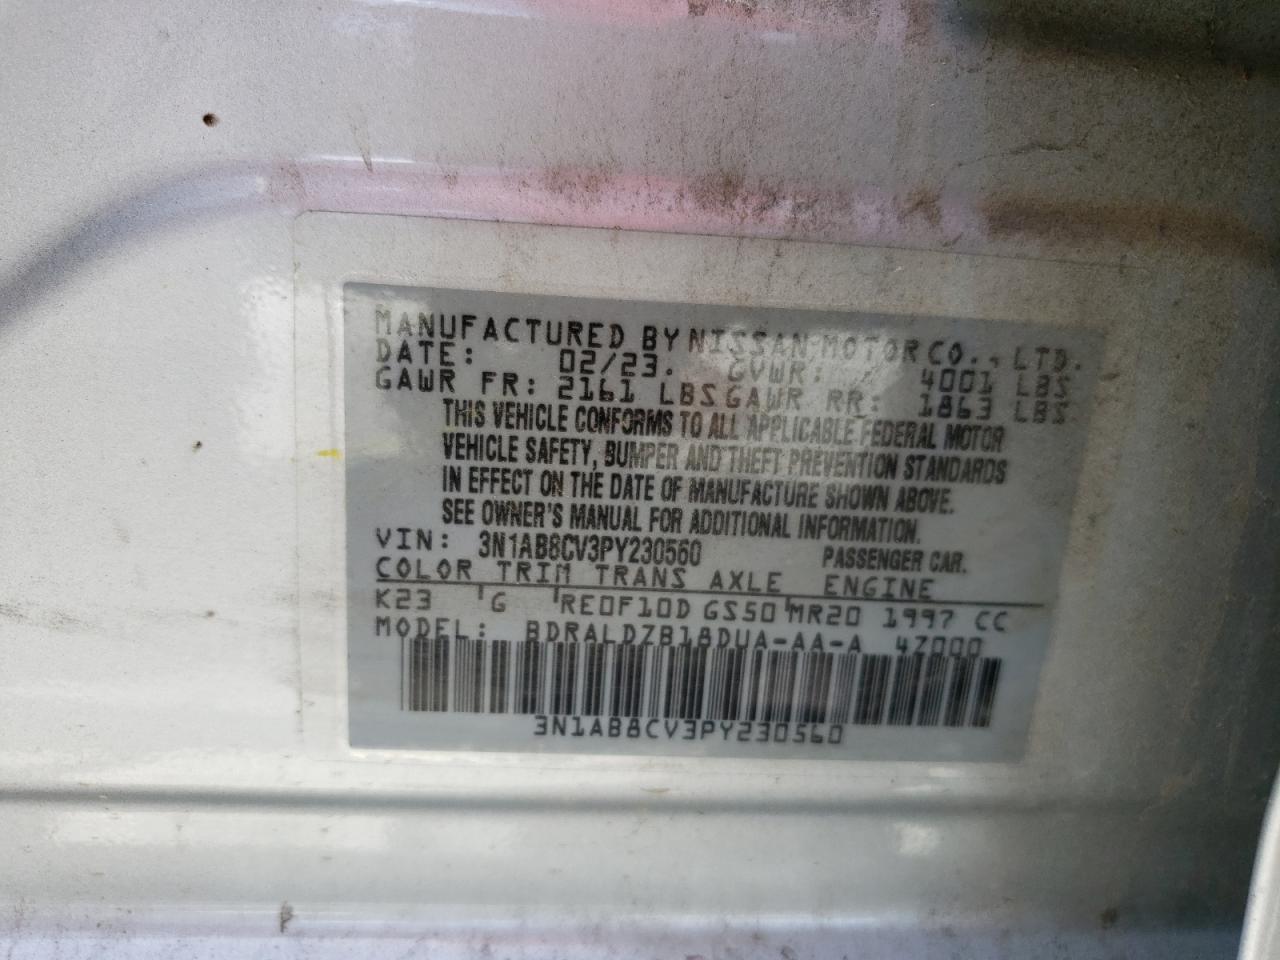 MANUFACTURED BY NISSAN MOTOR CO., LTD.
DATE: 02/23. GVWR: 4001 LBS
GAWR FR: 2161 LBS GAWR RR: 1863 LBS
THIS VEHICLE CONFORMS TO ALL APPLICABLE FEDERAL MOTOR
VEHICLE SAFETY, BUMPER AND THEFT PREVENTION STANDARDS
IN EFFECT ON THE DATE OF MANUFACTURE SHOWN ABOVE.
SEE OWNER'S MANUAL FOR ADDITIONAL INFORMATION.
VIN: 3N1AB8CV3PY230560 PASSENGER CAR.
COLOR TRIM TRANS AXLE ENGINE
K23 'G 'RE0F10D GS50'MR20 1997 CC
MODEL: BDRALDZB18DUA-AA-A 4Z000
3N1AB8CV3PY230560